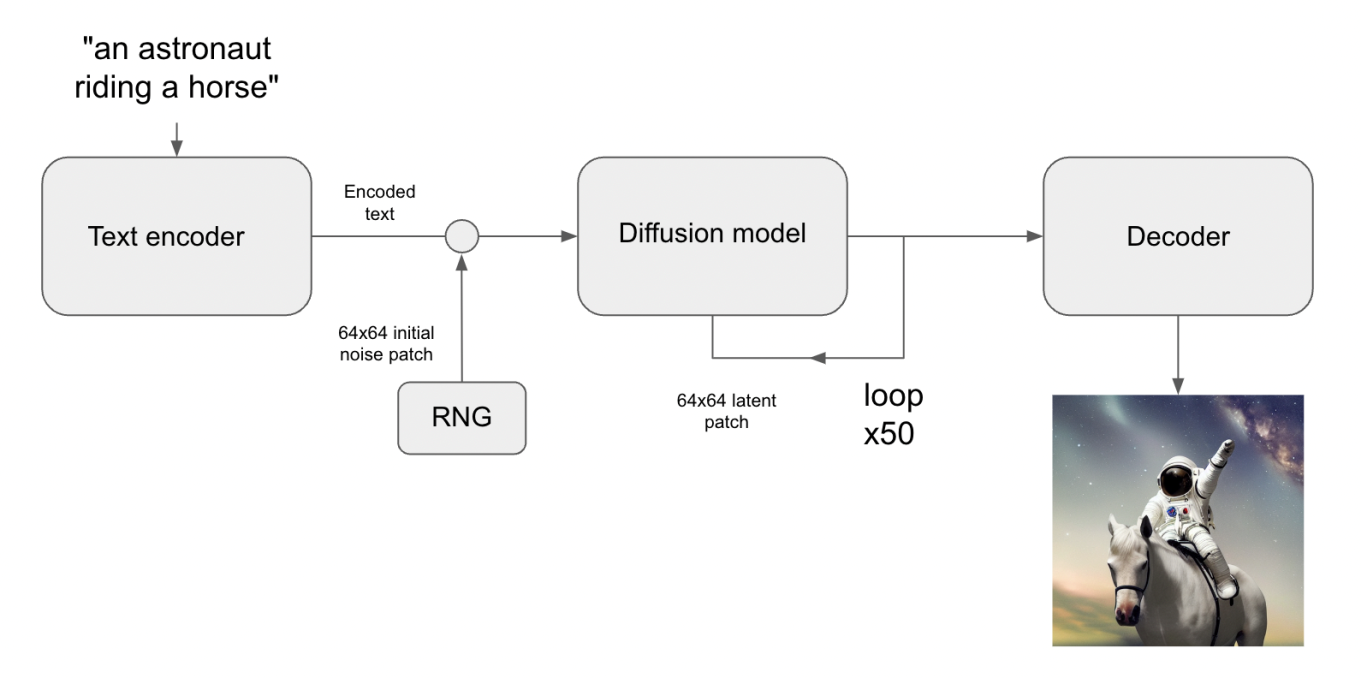 "an astronaut
riding a horse"
Text encoder
Encoded
text
64x64 initial
noise patch
RNG
Diffusion model
64x64 latent
patch
loop
x50
Decoder